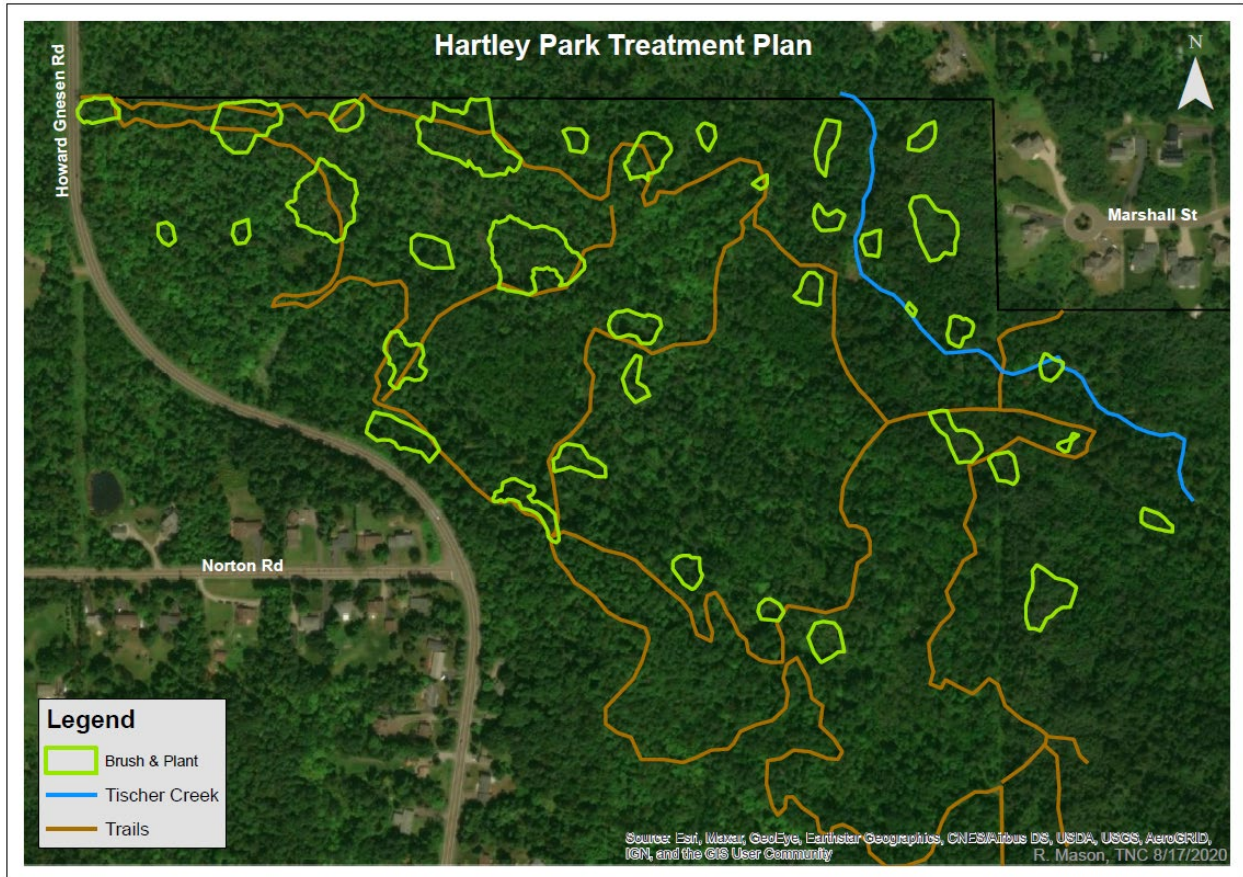 Hartley Park Treatment Plan
N
Howard Gnesen Rd
Marshall St
Norton Rd
Legend
Brush & Plant
Tischer Creek
Trails
Source: Esri, Maxar, GeoEye, Earthstar Geographics, CNES/Airbus DS, USDA, USGS, AeroGRID,
IGN, and the GIS User Community
R. Mason, TNC 8/17/2020